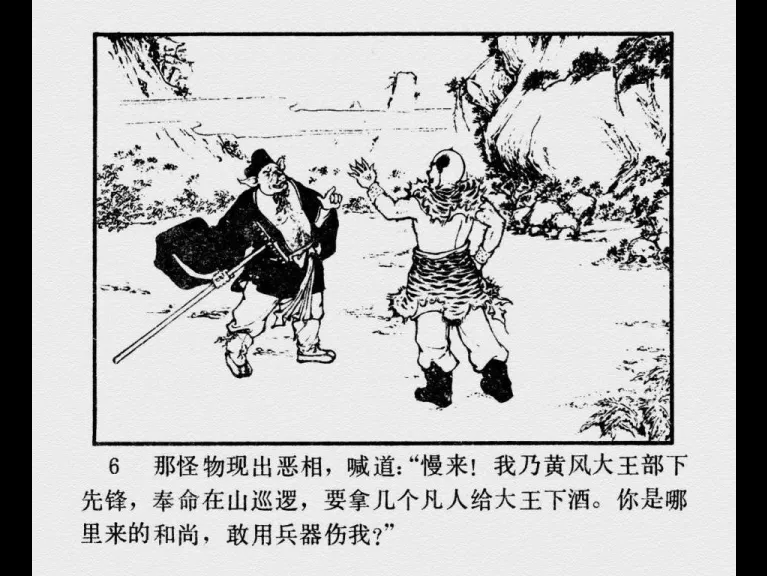 6 那怪物现出恶相，喊道：“慢来！我乃黄风大王部下
先锋，奉命在山巡逻，要拿几个凡人给大王下酒。你是哪
里来的和尚，敢用兵器伤我？”